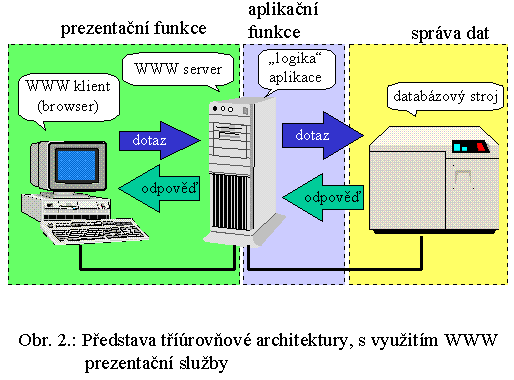 prezentační funkce
aplikační
funkce
správa dat
WWW server
„logika“
aplikace
WWW klient
(browser)
databázový stroj
dotaz
dotaz
odpověď
odpověď
Obr. 2.: Představa tříúrovňové architektury, s využitím WWW
prezentační služby